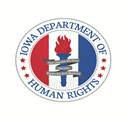 IOWA DEPARTMENT OF
HUMAN RIGHTS